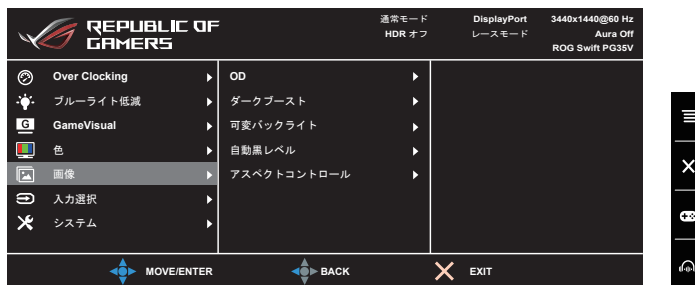 REPUBLIC OF
GAMERS
通常モード
HDR オフ
DisplayPort
レースモード
3440x1440@60 Hz
Aura Off
ROG Swift PG35V
Over Clocking
ブルーライト低減
G GameVisual
色
画像
入力選択
システム
OD
ダークブースト
可変バックライト
自動黒レベル
アスペクトコントロール
MOVE/ENTER
BACK
EXIT